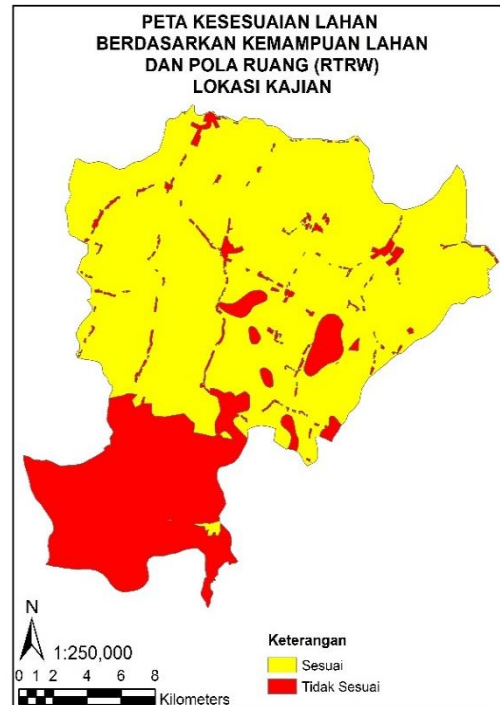 PETA KESESUAIAN LAHAN
BERDASARKAN KEMAMPUAN LAHAN
DAN POLA RUANG (RTRW)
LOKASI KAJIAN
N
1:250,000
0 1 2 4 6 8
Kilometers
Keterangan
Sesuai
Tidak Sesuai